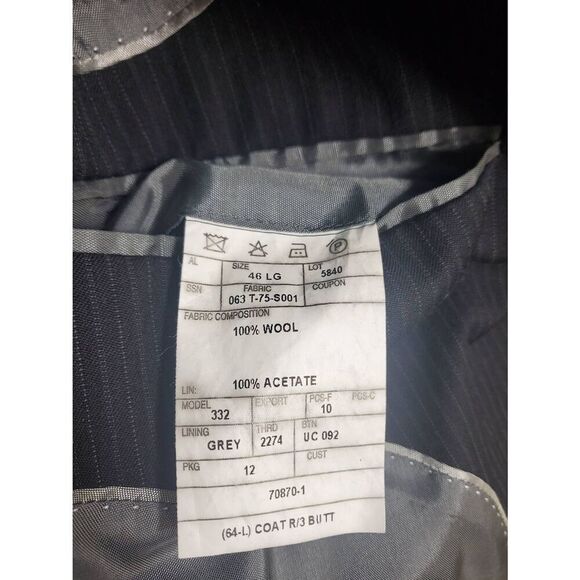 AL SIZE LOT
46 LG 5840
SSN FABRIC COUPON
063 T-75-S001
FABRIC COMPOSITION
100% WOOL
LIN: 100% ACETATE
MODEL EXPORT PCS-F PCS-C
332 10
LINING THRD BTN
GREY 2274 UC 092
PKG 12 CUST
70870-1
(64-L) COAT R/3 BUTT